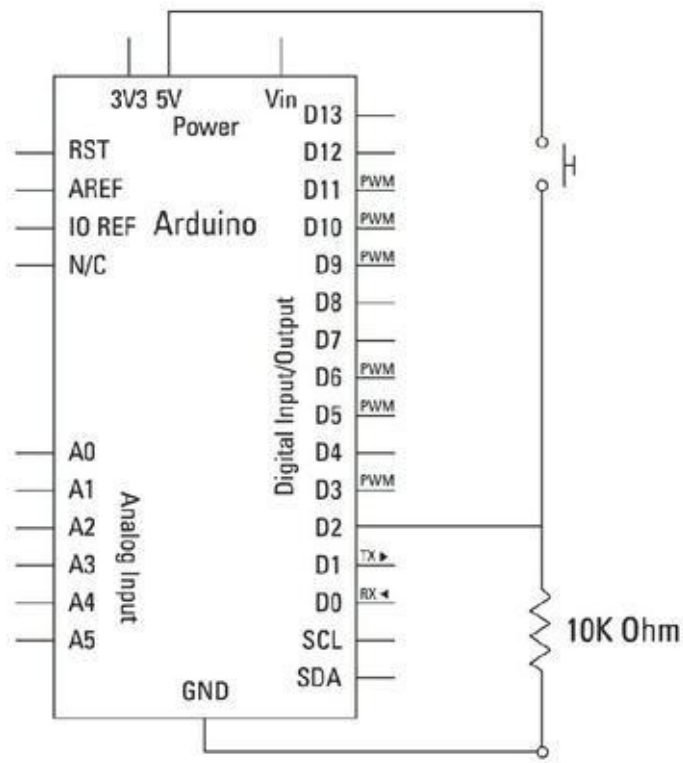 3V3 5V Vin
Power
Arduino
RST
AREF
IO REF
N/C
A0
A1
A2
A3
A4
A5
Analog Input
GND
Digital Input/Output
D13
D12
D11 PWM
D10 PWM
D9 PWM
D8
D7
D6 PWM
D5 PWM
D4
D3 PWM
D2
D1 TX ▶
D0 RX ◀
SCL
SDA
10K Ohm